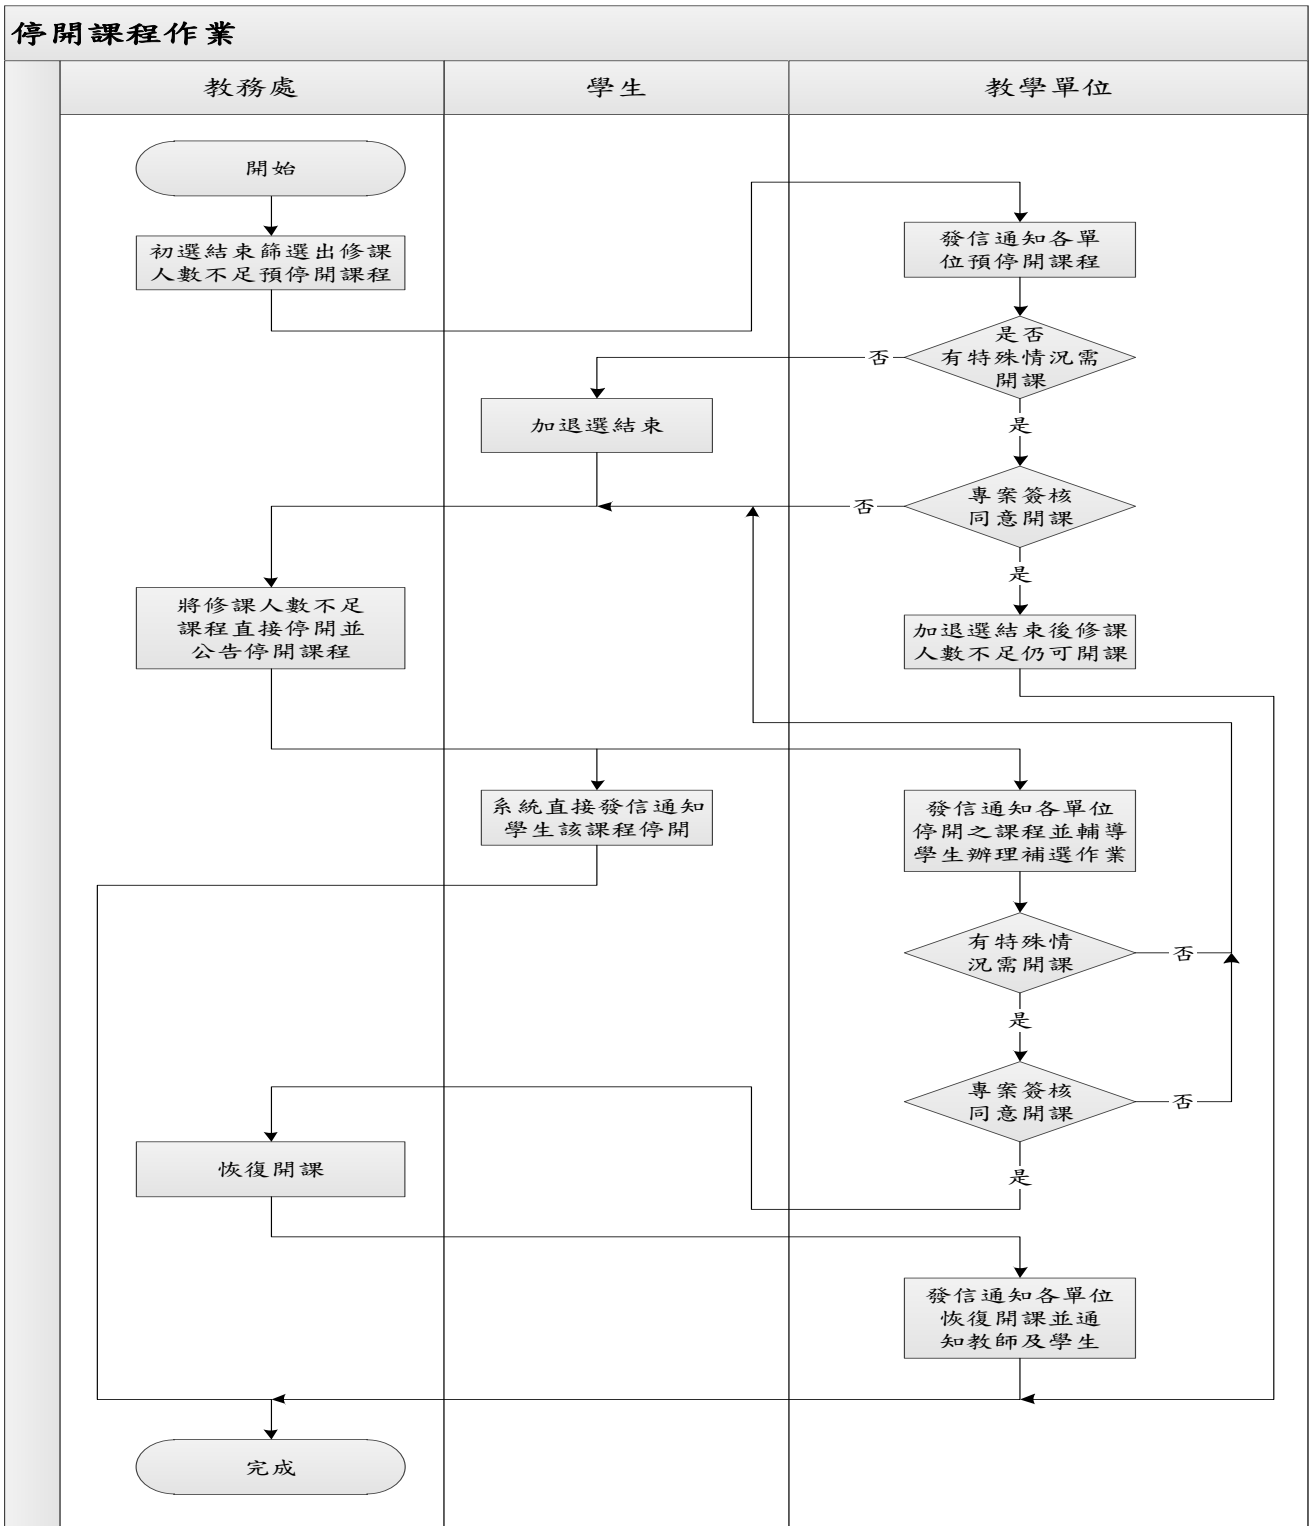 停開課程作業
教務處
學生
教學單位
開始
初選結束篩選出修課
人數不足預停開課程
發信通知各單
位預停開課程
是否
有特殊情況需
開課
否
是
加退選結束
專案簽核
同意開課
否
是
將修課人數不足
課程直接停開並
公告停開課程
加退選結束後修課
人數不足仍可開課
系統直接發信通知
學生該課程停開
發信通知各單位
停開之課程並輔導
學生辦理補選作業
有特殊情
況需開課
否
是
專案簽核
同意開課
否
是
恢復開課
發信通知各單位
恢復開課並通
知教師及學生
完成